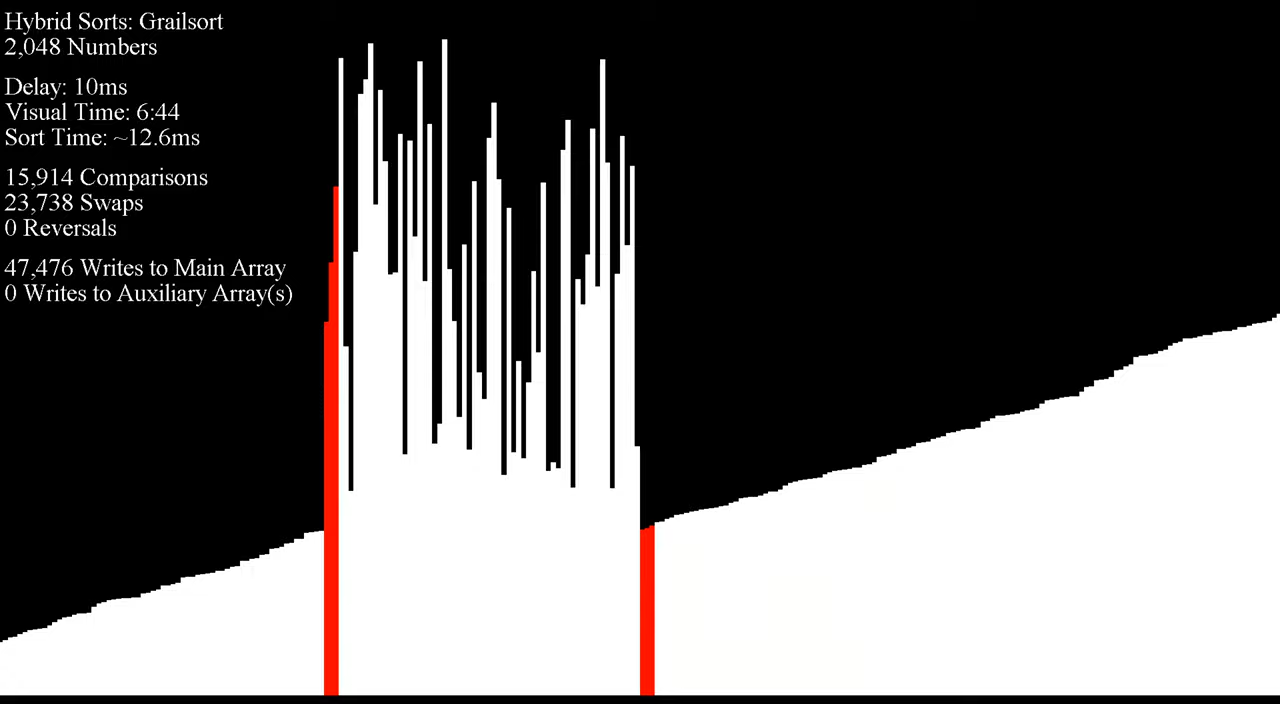 Hybrid Sorts: Grailsort
2,048 Numbers
Delay: 10ms
Visual Time: 6:44
Sort Time: ~12.6ms
15,914 Comparisons
23,738 Swaps
0 Reversals
47,476 Writes to Main Array
0 Writes to Auxiliary Array(s)